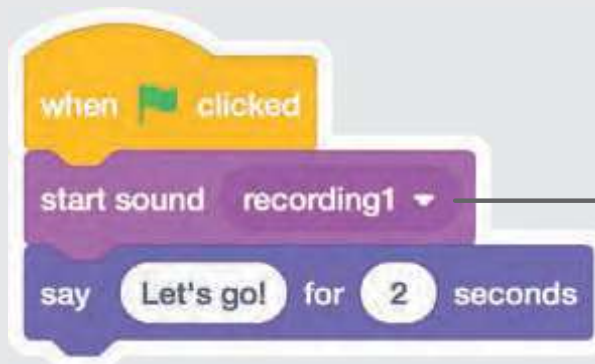 when clicked
start sound recording1
say Let's go! for 2 seconds